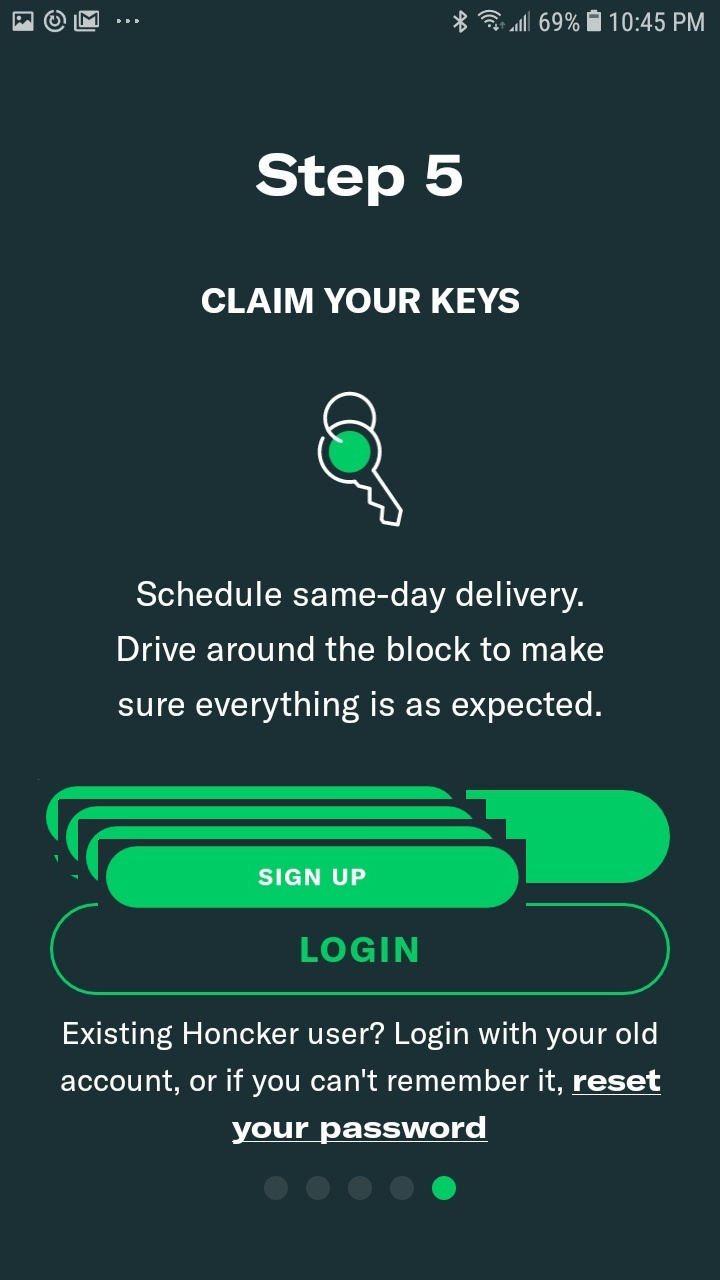 69% 10:45 PM
Step 5
CLAIM YOUR KEYS
Schedule same-day delivery.
Drive around the block to make
sure everything is as expected.
SIGN UP
LOGIN
Existing Honcker user? Login with your old
account, or if you can't remember it, reset
your password